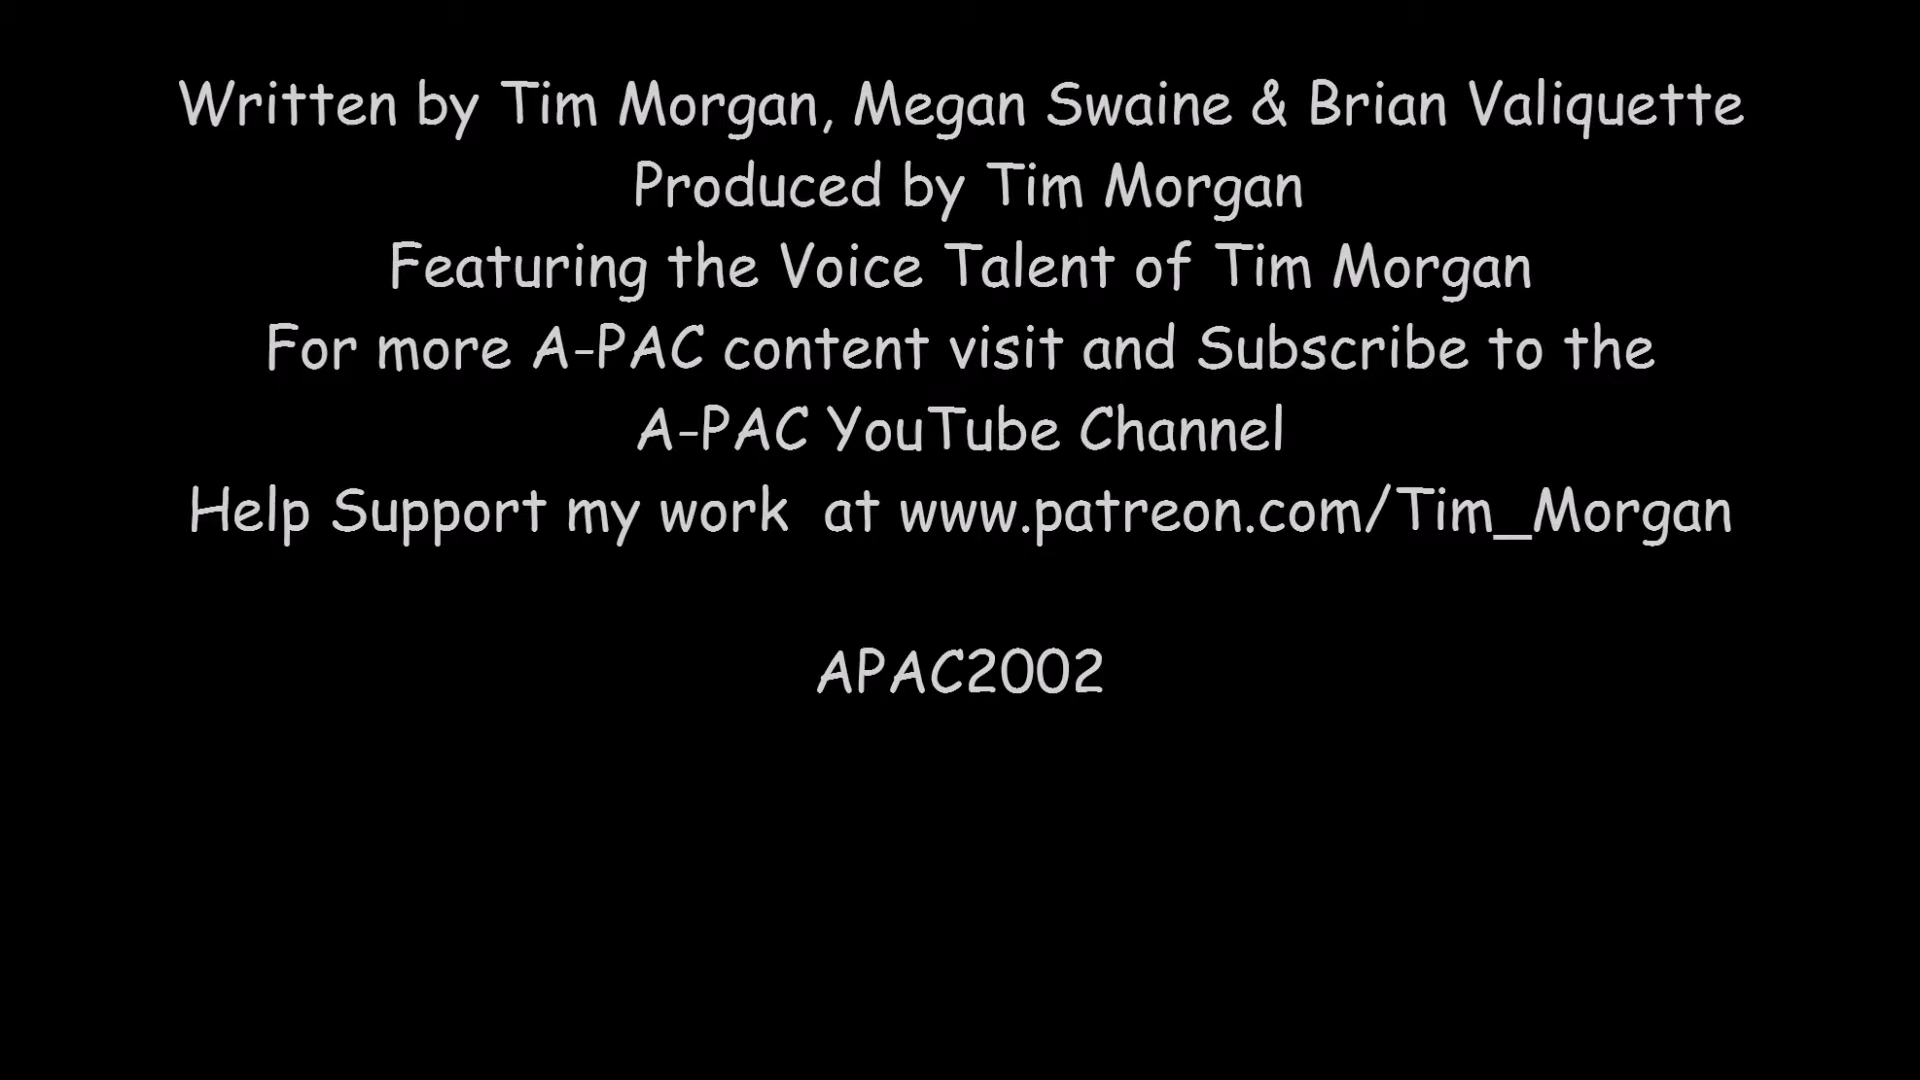 Written by Tim Morgan, Megan Swaine & Brian Valiquette
Produced by Tim Morgan
Featuring the Voice Talent of Tim Morgan
For more A-PAC content visit and Subscribe to the
A-PAC YouTube Channel
Help Support my work  at www.patreon.com/Tim_Morgan
APAC2002